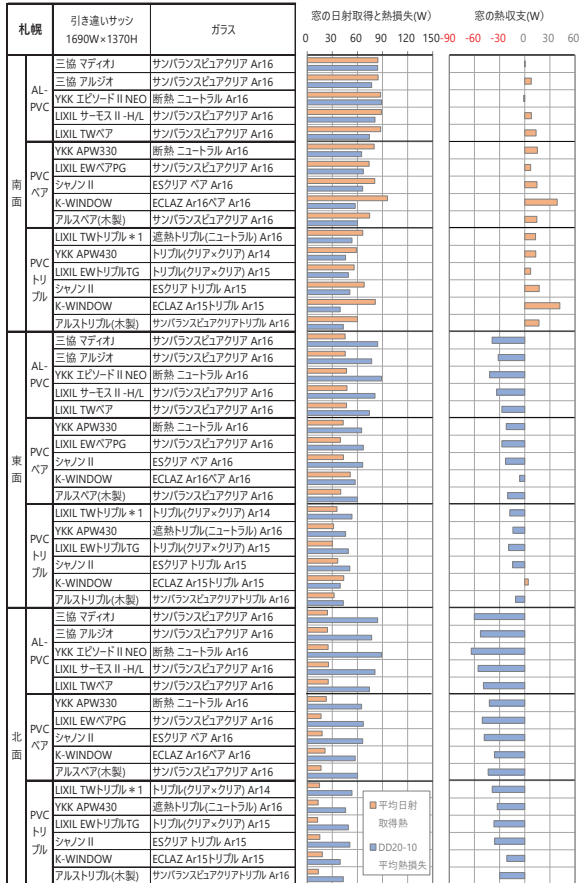 札幌 引き違いサッシ 1690W×1370H ガラス 窓の日射取得と熱損失(W) 窓の熱収支(W)
0 30 60 90 120 150 -90 -60 -30 0 30 60
南面
AL-PVC
三協 マディオJ サンバランスピュアクリア Ar16
三協 アルジオ サンバランスピュアクリア Ar16
YKK エピソードⅡNEO 断熱 ニュートラル Ar16
LIXIL サーモスⅡ-H/L サンバランスピュアクリア Ar16
LIXIL TWペア サンバランスピュアクリア Ar16
PVCペア
YKK APW330 断熱 ニュートラル Ar16
LIXIL EWペアPG サンバランスピュアクリア Ar16
シャノンⅡ ESクリア ペア Ar16
K-WINDOW ECLAZ Ar16ペア Ar16
アルスペア(木製) サンバランスピュアクリア Ar16
PVCトリプル
LIXIL TWトリプル＊1 遮熱トリプル(ニュートラル) Ar16
YKK APW430 トリプル(クリア×クリア) Ar14
LIXIL EWトリプルTG トリプル(クリア×クリア) Ar15
シャノンⅡ ESクリア トリプル Ar15
K-WINDOW ECLAZ Ar15トリプル Ar15
アルストリプル(木製) サンバランスピュアクリアトリプル Ar16
東面
AL-PVC
三協 マディオJ サンバランスピュアクリア Ar16
三協 アルジオ サンバランスピュアクリア Ar16
YKK エピソードⅡNEO 断熱 ニュートラル Ar16
LIXIL サーモスⅡ-H/L サンバランスピュアクリア Ar16
LIXIL TWペア サンバランスピュアクリア Ar16
PVCペア
YKK APW330 断熱 ニュートラル Ar16
LIXIL EWペアPG サンバランスピュアクリア Ar16
シャノンⅡ ESクリア ペア Ar16
K-WINDOW ECLAZ Ar16ペア Ar16
アルスペア(木製) サンバランスピュアクリア Ar16
PVCトリプル
LIXIL TWトリプル＊1 トリプル(クリア×クリア) Ar14
YKK APW430 遮熱トリプル(ニュートラル) Ar16
LIXIL EWトリプルTG トリプル(クリア×クリア) Ar15
シャノンⅡ ESクリア トリプル Ar15
K-WINDOW ECLAZ Ar15トリプル Ar15
アルストリプル(木製) サンバランスピュアクリアトリプル Ar16
北面
AL-PVC
三協 マディオJ サンバランスピュアクリア Ar16
三協 アルジオ サンバランスピュアクリア Ar16
YKK エピソードⅡNEO 断熱 ニュートラル Ar16
LIXIL サーモスⅡ-H/L サンバランスピュアクリア Ar16
LIXIL TWペア サンバランスピュアクリア Ar16
PVCペア
YKK APW330 断熱 ニュートラル Ar16
LIXIL EWペアPG サンバランスピュアクリア Ar16
シャノンⅡ ESクリア ペア Ar16
K-WINDOW ECLAZ Ar16ペア Ar16
アルスペア(木製) サンバランスピュアクリア Ar16
PVCトリプル
LIXIL TWトリプル＊1 トリプル(クリア×クリア) Ar14
YKK APW430 遮熱トリプル(ニュートラル) Ar16
LIXIL EWトリプルTG トリプル(クリア×クリア) Ar15
シャノンⅡ ESクリア トリプル Ar15
K-WINDOW ECLAZ Ar15トリプル Ar15
アルストリプル(木製) サンバランスピュアクリアトリプル Ar16
平均日射
取得熱
DD20-10
平均熱損失